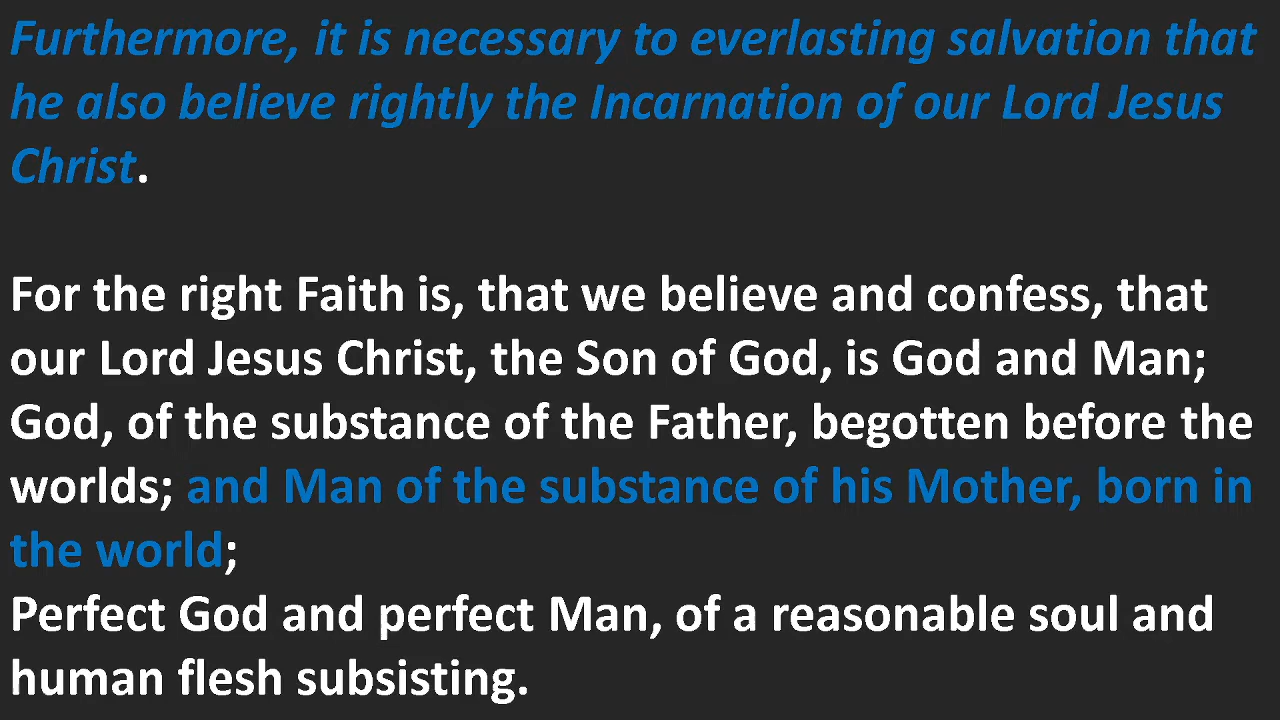 Furthermore, it is necessary to everlasting salvation that
he also believe rightly the Incarnation of our Lord Jesus
Christ.
For the right Faith is, that we believe and confess, that
our Lord Jesus Christ, the Son of God, is God and Man;
God, of the substance of the Father, begotten before the
worlds; and Man of the substance of his Mother, born in
the world;
Perfect God and perfect Man, of a reasonable soul and
human flesh subsisting.